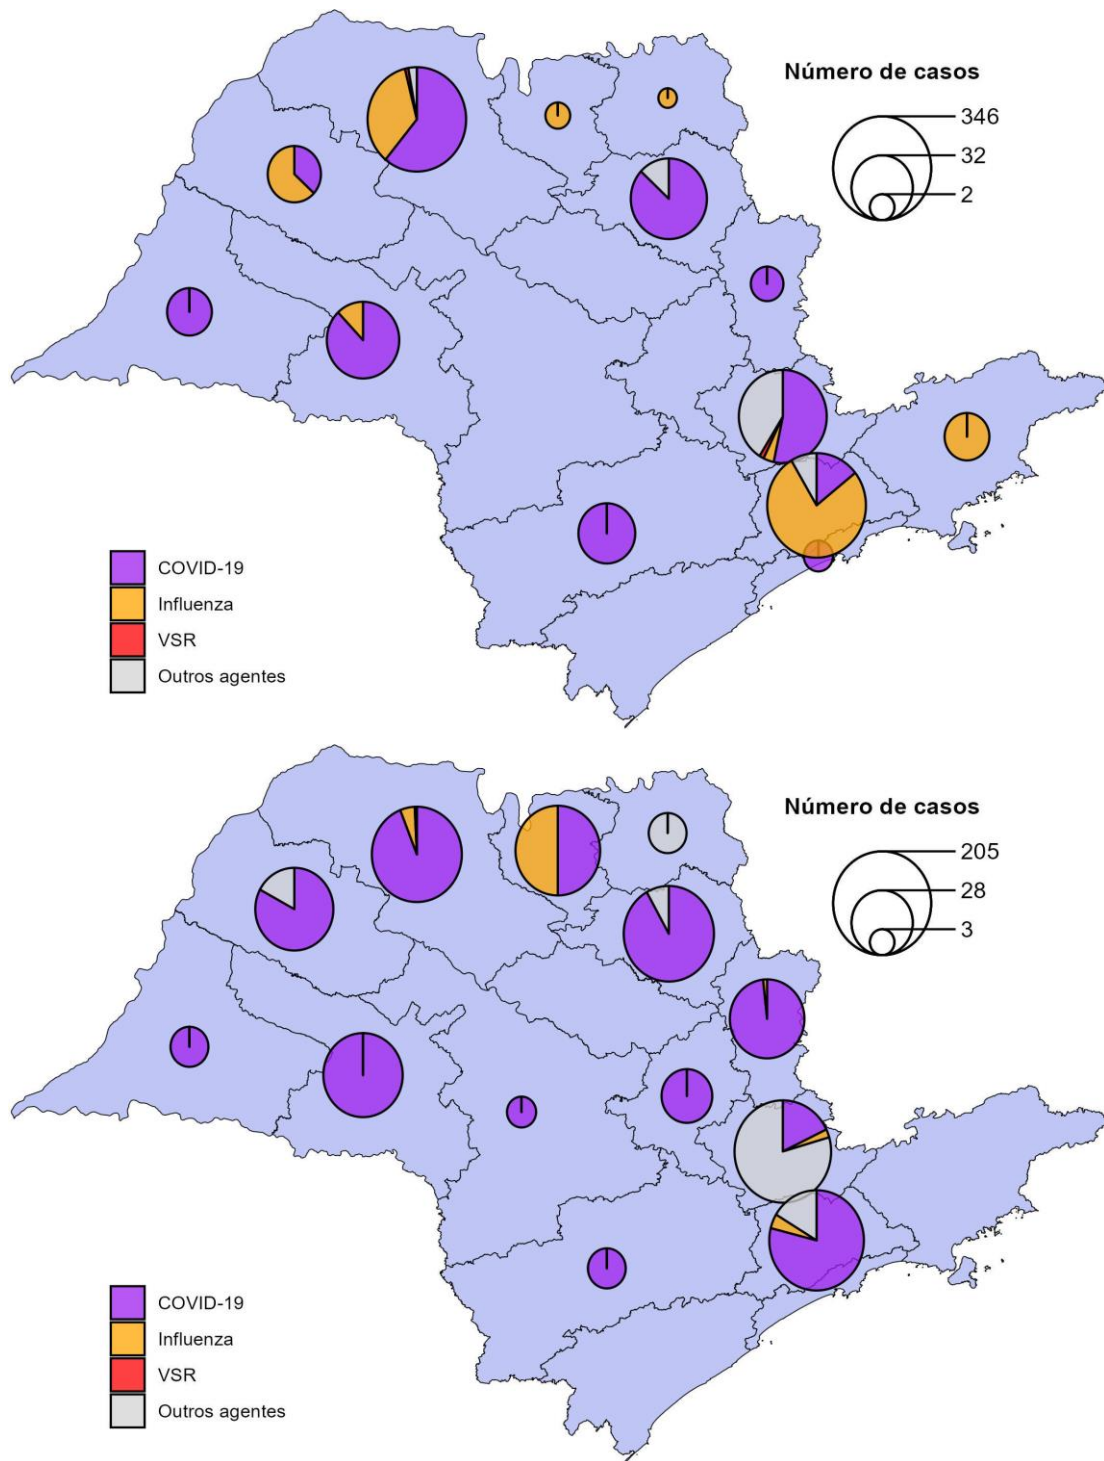 Número de casos
346
32
2
COVID-19
Influenza
VSR
Outros agentes
Número de casos
205
28
3
COVID-19
Influenza
VSR
Outros agentes